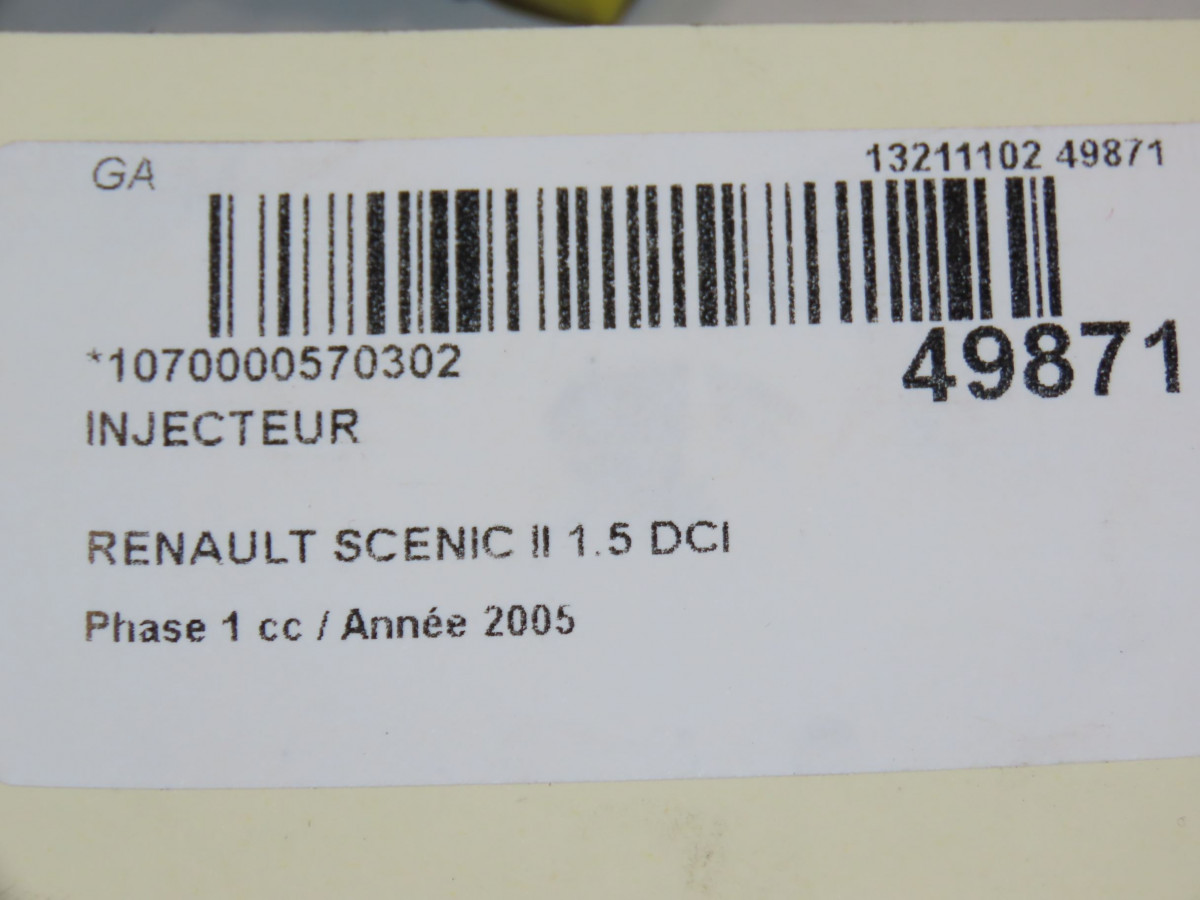 GA
13211102 49871
*1070000570302
49871
INJECTEUR
RENAULT SCENIC II 1.5 DCI
Phase 1 cc / Année 2005